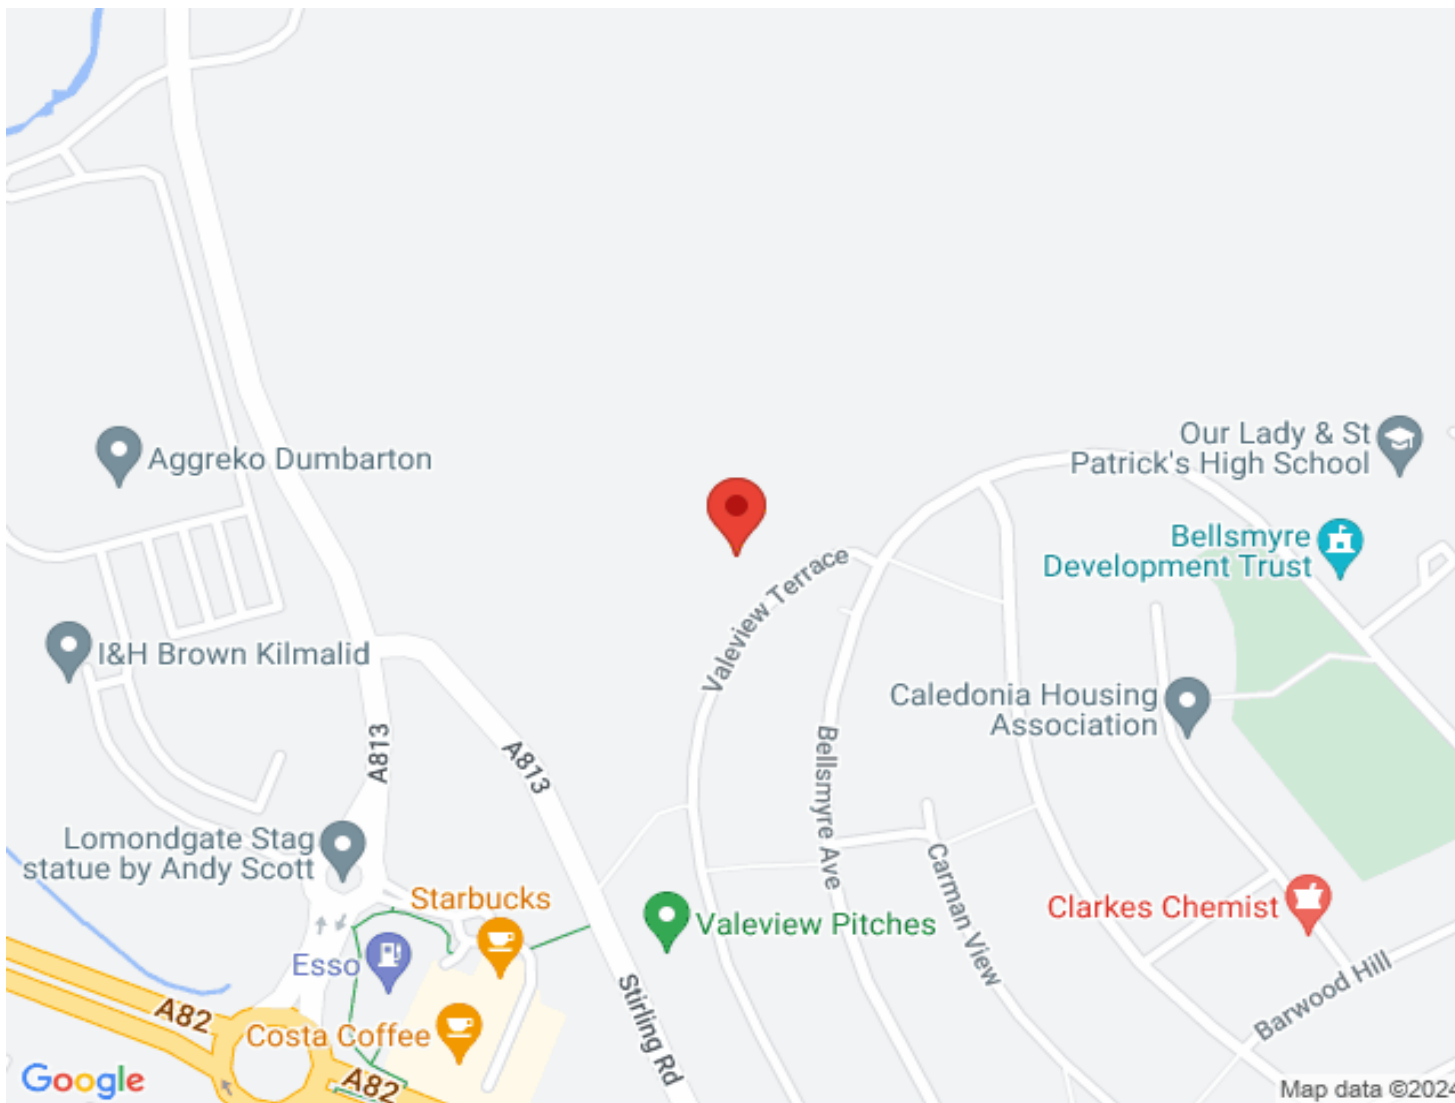 Our Lady & St
Patrick's High School
Aggreko Dumbarton
Bellsmyre
Development Trust
Valeview Terrace
I&H Brown Kilmalid
Caledonia Housing
Association
A813
A813
Bellsmyre Ave
Lomondgate Stag
statue by Andy Scott
Starbucks
Carman View
Clarkes Chemist
Valeview Pitches
Esso
Stirling Rd
Barwood Hill
A82
Costa Coffee
Google
A82
Map data ©2024